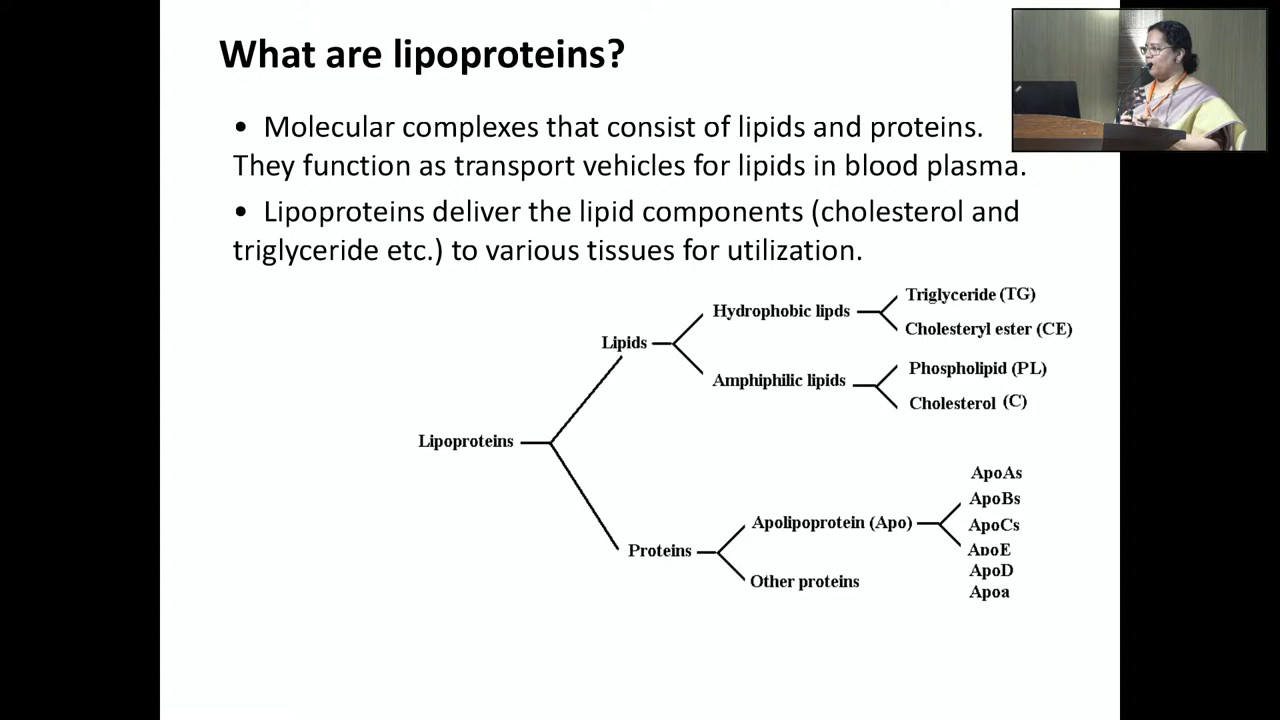 What are lipoproteins?
• Molecular complexes that consist of lipids and proteins.
They function as transport vehicles for lipids in blood plasma.
• Lipoproteins deliver the lipid components (cholesterol and
triglyceride etc.) to various tissues for utilization.
Triglyceride (TG)
Hydrophobic lipds
Cholesteryl ester (CE)
Lipids
Phospholipid (PL)
Amphiphilic lipids
Cholesterol (C)
Lipoproteins
ApoAs
ApoBs
Apolipoprotein (Apo)
ApoCs
Proteins
ApoE
ApoD
Other proteins
Apoa